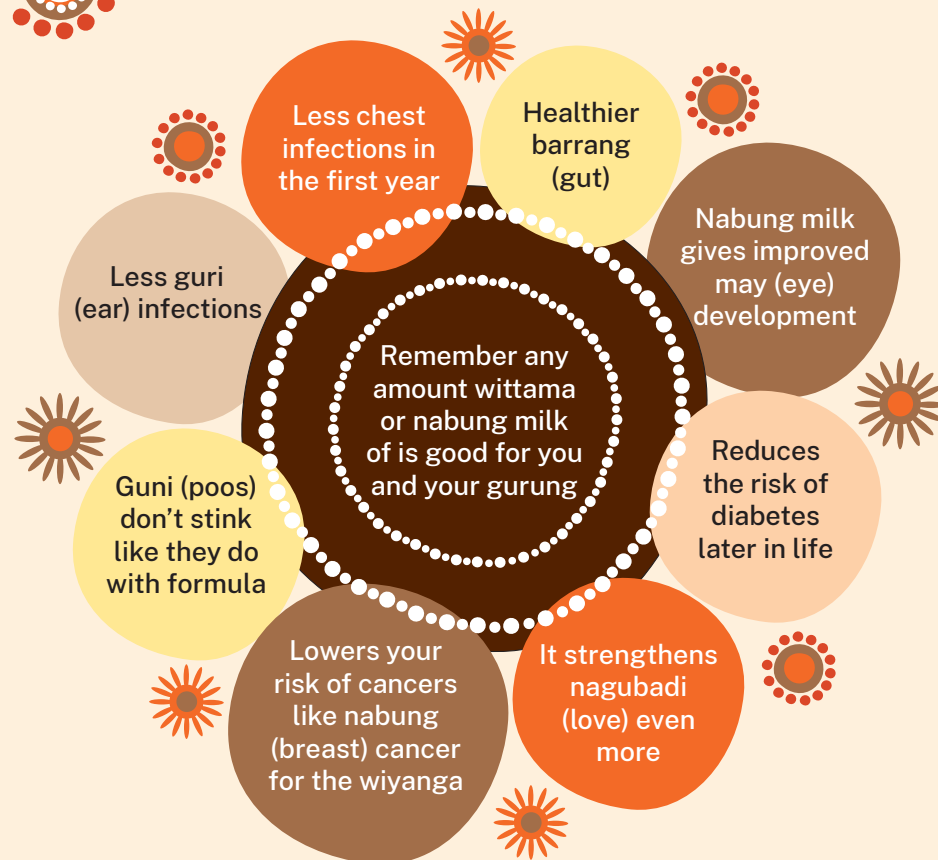 Less chest
infections in
the first year
Healthier
barrang
(gut)
Nabung milk
gives improved
may (eye)
development
Less guri
(ear) infections
Remember any
amount wittama
or nabung milk
of is good for you
and your gurung
Reduces
the risk of
diabetes
later in life
Guni (poos)
don’t stink
like they do
with formula
Lowers your
risk of cancers
like nabung
(breast) cancer
for the wiyanga
It strengthens
nagubadi
(love) even
more